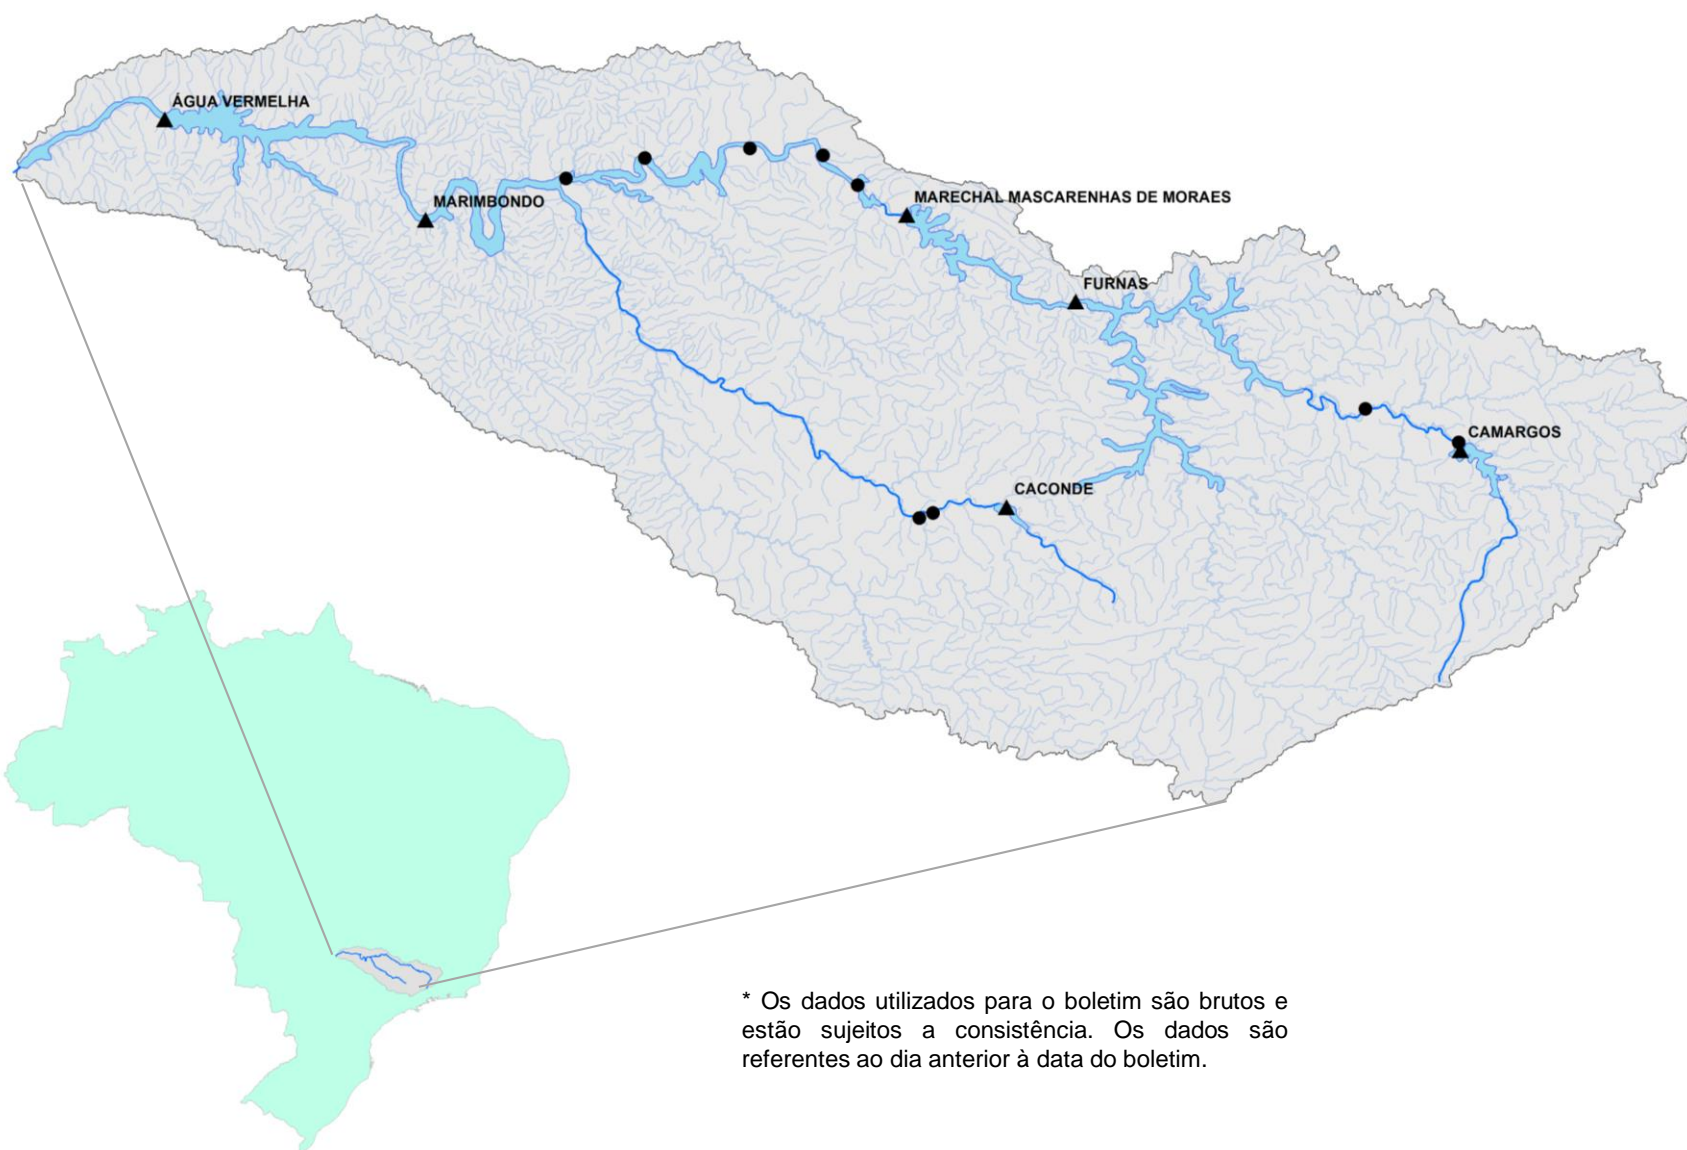 ÁGUA VERMELHA
MARIMBONDO
MARECHAL MASCARENHAS DE MORAES
FURNAS
CAMARGOS
CACONDE
* Os dados utilizados para o boletim são brutos e
estão sujeitos a consistência. Os dados são
referentes ao dia anterior à data do boletim.